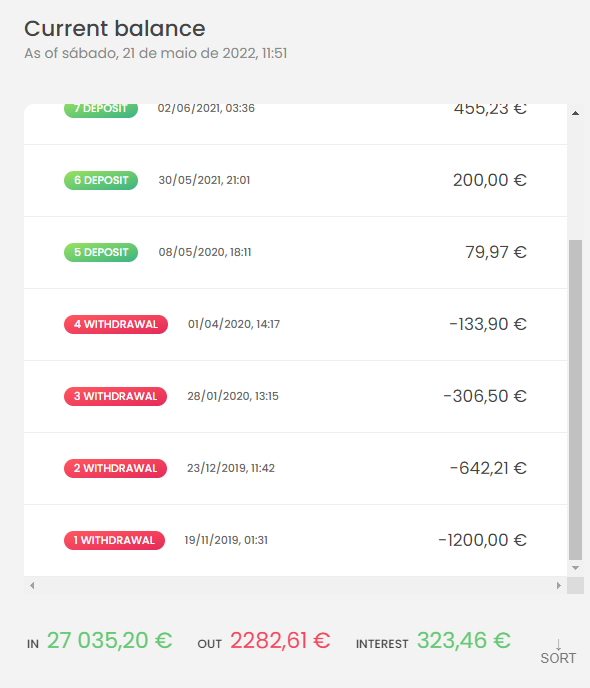 Current balance
As of sábado, 21 de maio de 2022, 11:51
7 DEPOSIT 02/06/2021, 03:36 455,23 €
6 DEPOSIT 30/05/2021, 21:01 200,00 €
5 DEPOSIT 08/05/2020, 18:11 79,97 €
4 WITHDRAWAL 01/04/2020, 14:17 -133,90 €
3 WITHDRAWAL 28/01/2020, 13:15 -306,50 €
2 WITHDRAWAL 23/12/2019, 11:42 -642,21 €
1 WITHDRAWAL 19/11/2019, 01:31 -1200,00 €
IN 27 035,20 € OUT 2282,61 € INTEREST 323,46 € ↓ SORT